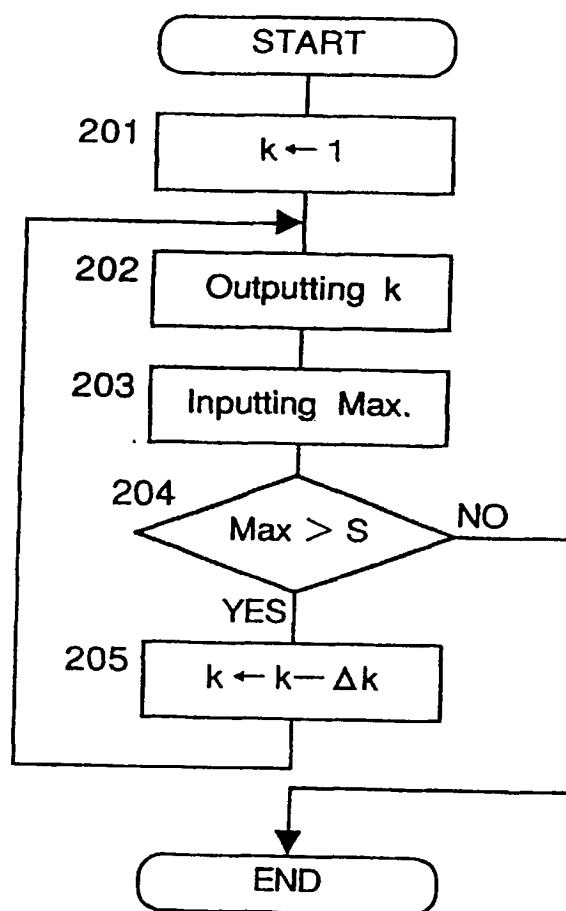 START
201
k ← 1
202
Outputting k
203
Inputting Max.
204
Max > S
NO
YES
205
k ← k — Δk
END